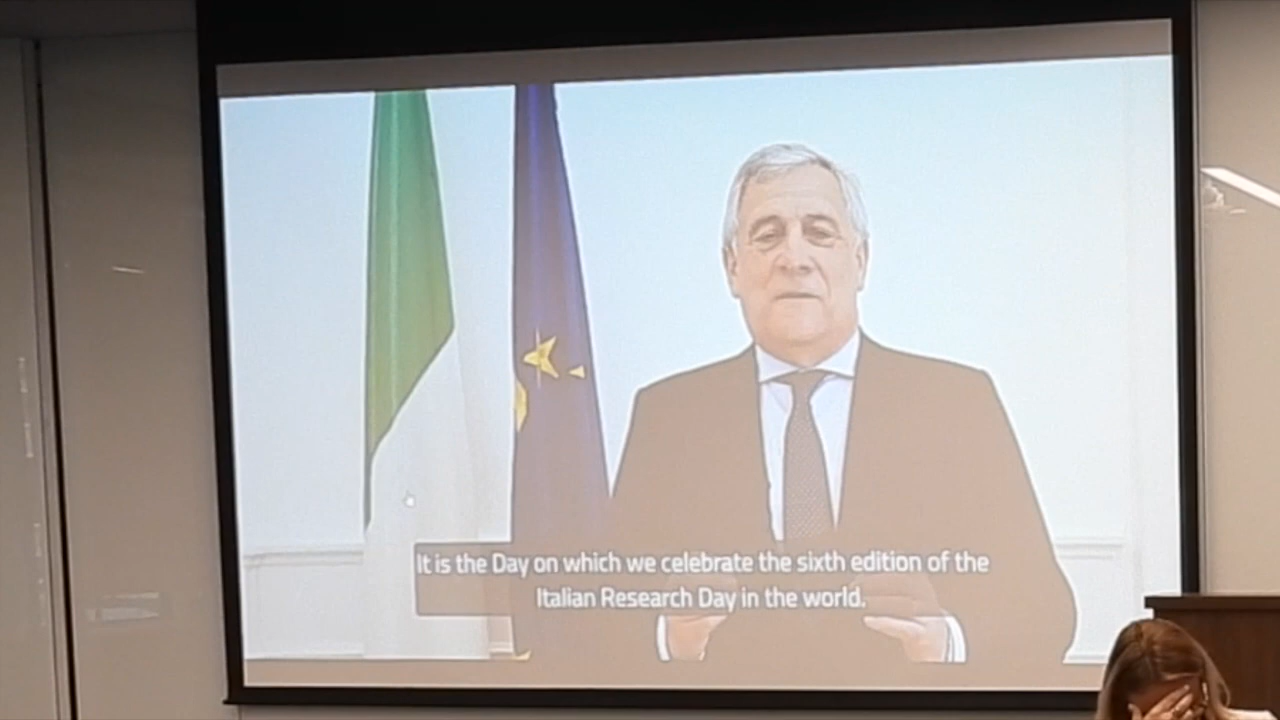 It is the Day on which we celebrate the sixth edition of the
Italian Research Day in the world.